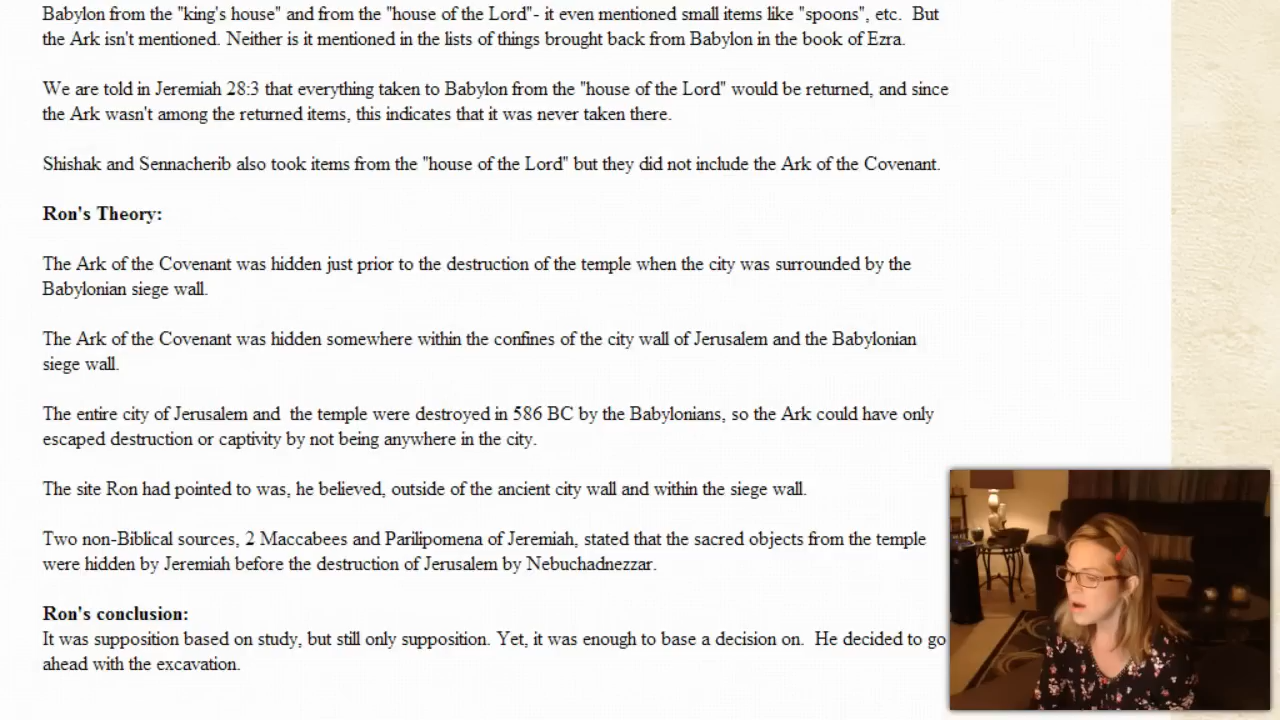 Babylon from the "king's house" and from the "house of the Lord"- it even mentioned small items like "spoons", etc.  But
the Ark isn't mentioned. Neither is it mentioned in the lists of things brought back from Babylon in the book of Ezra.
We are told in Jeremiah 28:3 that everything taken to Babylon from the "house of the Lord" would be returned, and since
the Ark wasn't among the returned items, this indicates that it was never taken there.
Shishak and Sennacherib also took items from the "house of the Lord" but they did not include the Ark of the Covenant.
Ron's Theory:
The Ark of the Covenant was hidden just prior to the destruction of the temple when the city was surrounded by the
Babylonian siege wall.
The Ark of the Covenant was hidden somewhere within the confines of the city wall of Jerusalem and the Babylonian
siege wall.
The entire city of Jerusalem and  the temple were destroyed in 586 BC by the Babylonians, so the Ark could have only
escaped destruction or captivity by not being anywhere in the city.
The site Ron had pointed to was, he believed, outside of the ancient city wall and within the siege wall.
Two non-Biblical sources, 2 Maccabees and Parilipomena of Jeremiah, stated that the sacred objects from the temple
were hidden by Jeremiah before the destruction of Jerusalem by Nebuchadnezzar.
Ron's conclusion:
It was supposition based on study, but still only supposition. Yet, it was enough to base a decision on.  He decided to go
ahead with the excavation.